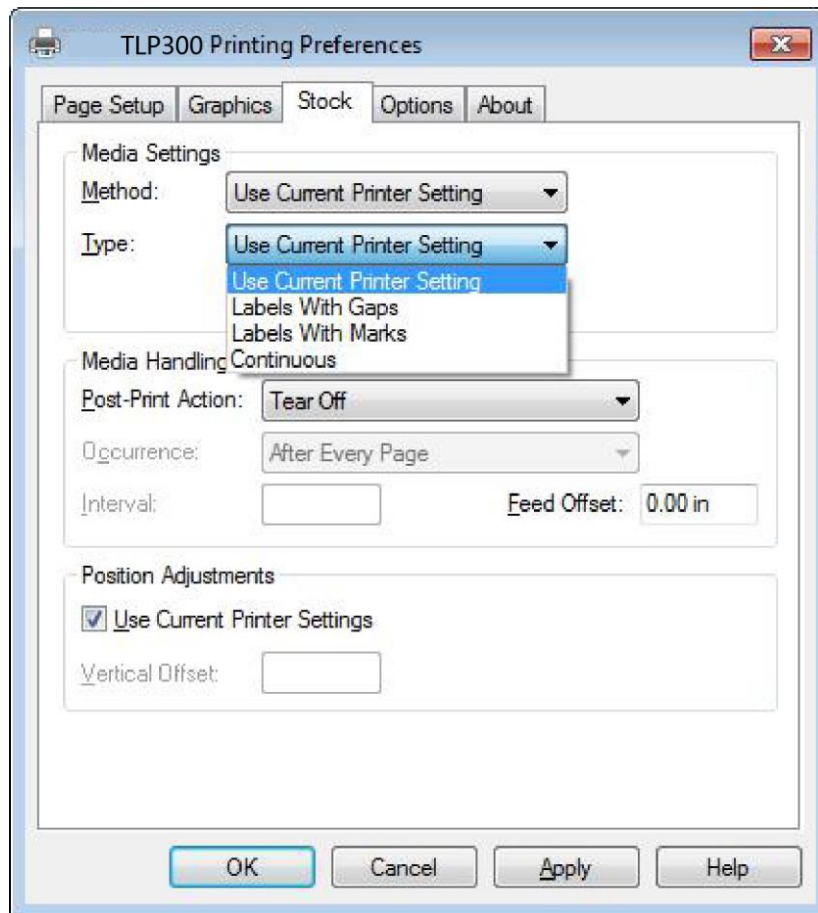 TLP300 Printing Preferences
Page Setup Graphics Stock Options About
Media Settings
Method: Use Current Printer Setting
Type: Use Current Printer Setting
Use Current Printer Setting
Labels With Gaps
Labels With Marks
Continuous
Media Handling
Post-Print Action: Tear Off
Occurrence: After Every Page
Interval: Feed Offset: 0.00 in
Position Adjustments
Use Current Printer Settings
Vertical Offset:
OK Cancel Apply Help